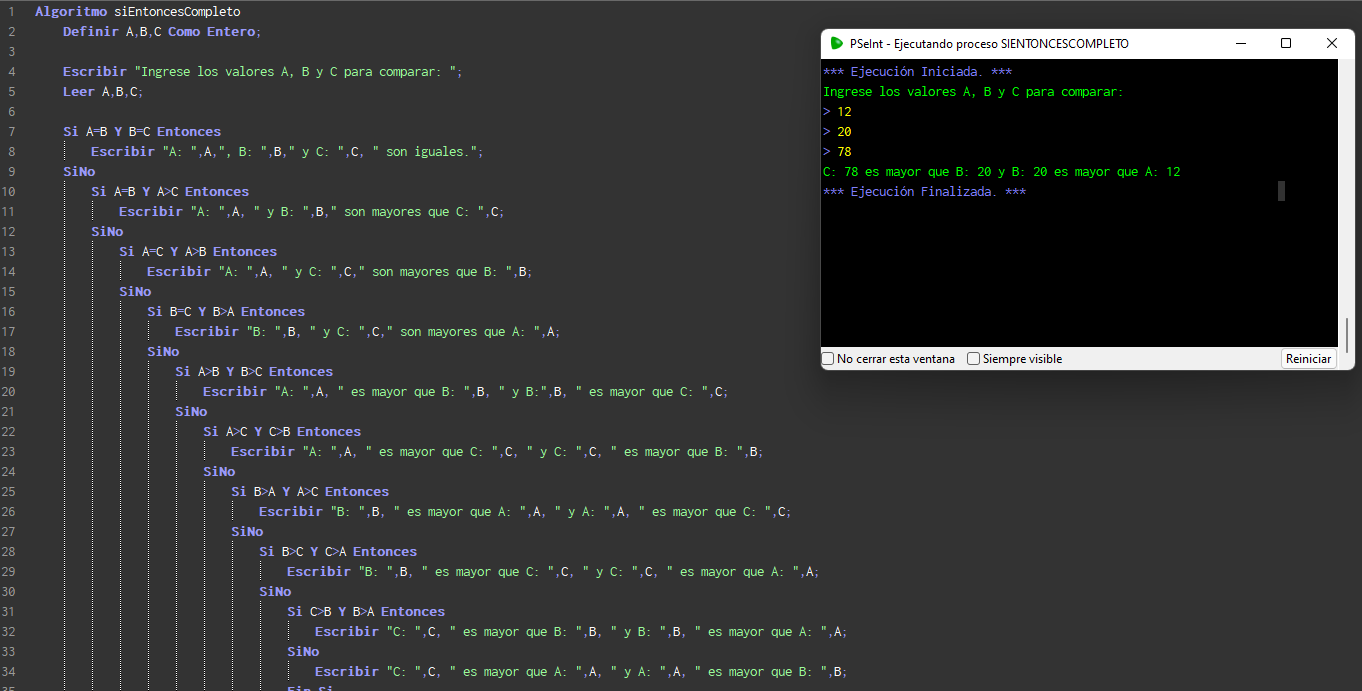 1 Algoritmo siEntoncesCompleto
2 Definir A,B,C Como Entero;
3
4 Escribir "Ingrese los valores A, B y C para comparar: ";
5 Leer A,B,C;
6
7 Si A=B Y B=C Entonces
8 Escribir "A: ",A,", B: ",B," y C: ",C, " son iguales.";
9 SiNo
10 Si A=B Y A>C Entonces
11 Escribir "A: ",A, " y B: ",B," son mayores que C: ",C;
12 SiNo
13 Si A=C Y A>B Entonces
14 Escribir "A: ",A, " y C: ",C," son mayores que B: ",B;
15 SiNo
16 Si B=C Y B>A Entonces
17 Escribir "B: ",B, " y C: ",C," son mayores que A: ",A;
18 SiNo
19 Si A>B Y B>C Entonces
20 Escribir "A: ",A, " es mayor que B: ",B, " y B:",B, " es mayor que C: ",C;
21 SiNo
22 Si A>C Y C>B Entonces
23 Escribir "A: ",A, " es mayor que C: ",C, " y C: ",C, " es mayor que B: ",B;
24 SiNo
25 Si B>A Y A>C Entonces
26 Escribir "B: ",B, " es mayor que A: ",A, " y A: ",A, " es mayor que C: ",C;
27 SiNo
28 Si B>C Y C>A Entonces
29 Escribir "B: ",B, " es mayor que C: ",C, " y C: ",C, " es mayor que A: ",A;
30 SiNo
31 Si C>B Y B>A Entonces
32 Escribir "C: ",C, " es mayor que B: ",B, " y B: ",B, " es mayor que A: ",A;
33 SiNo
34 Escribir "C: ",C, " es mayor que A: ",A, " y A: ",A, " es mayor que B: ",B;
35 Fin Si
PSeInt - Ejecutando proceso SIENTONCESCOMPLETO
*** Ejecución Iniciada. ***
Ingrese los valores A, B y C para comparar:
> 12
> 20
> 78
C: 78 es mayor que B: 20 y B: 20 es mayor que A: 12
*** Ejecución Finalizada. ***
No cerrar esta ventana Siempre visible Reiniciar